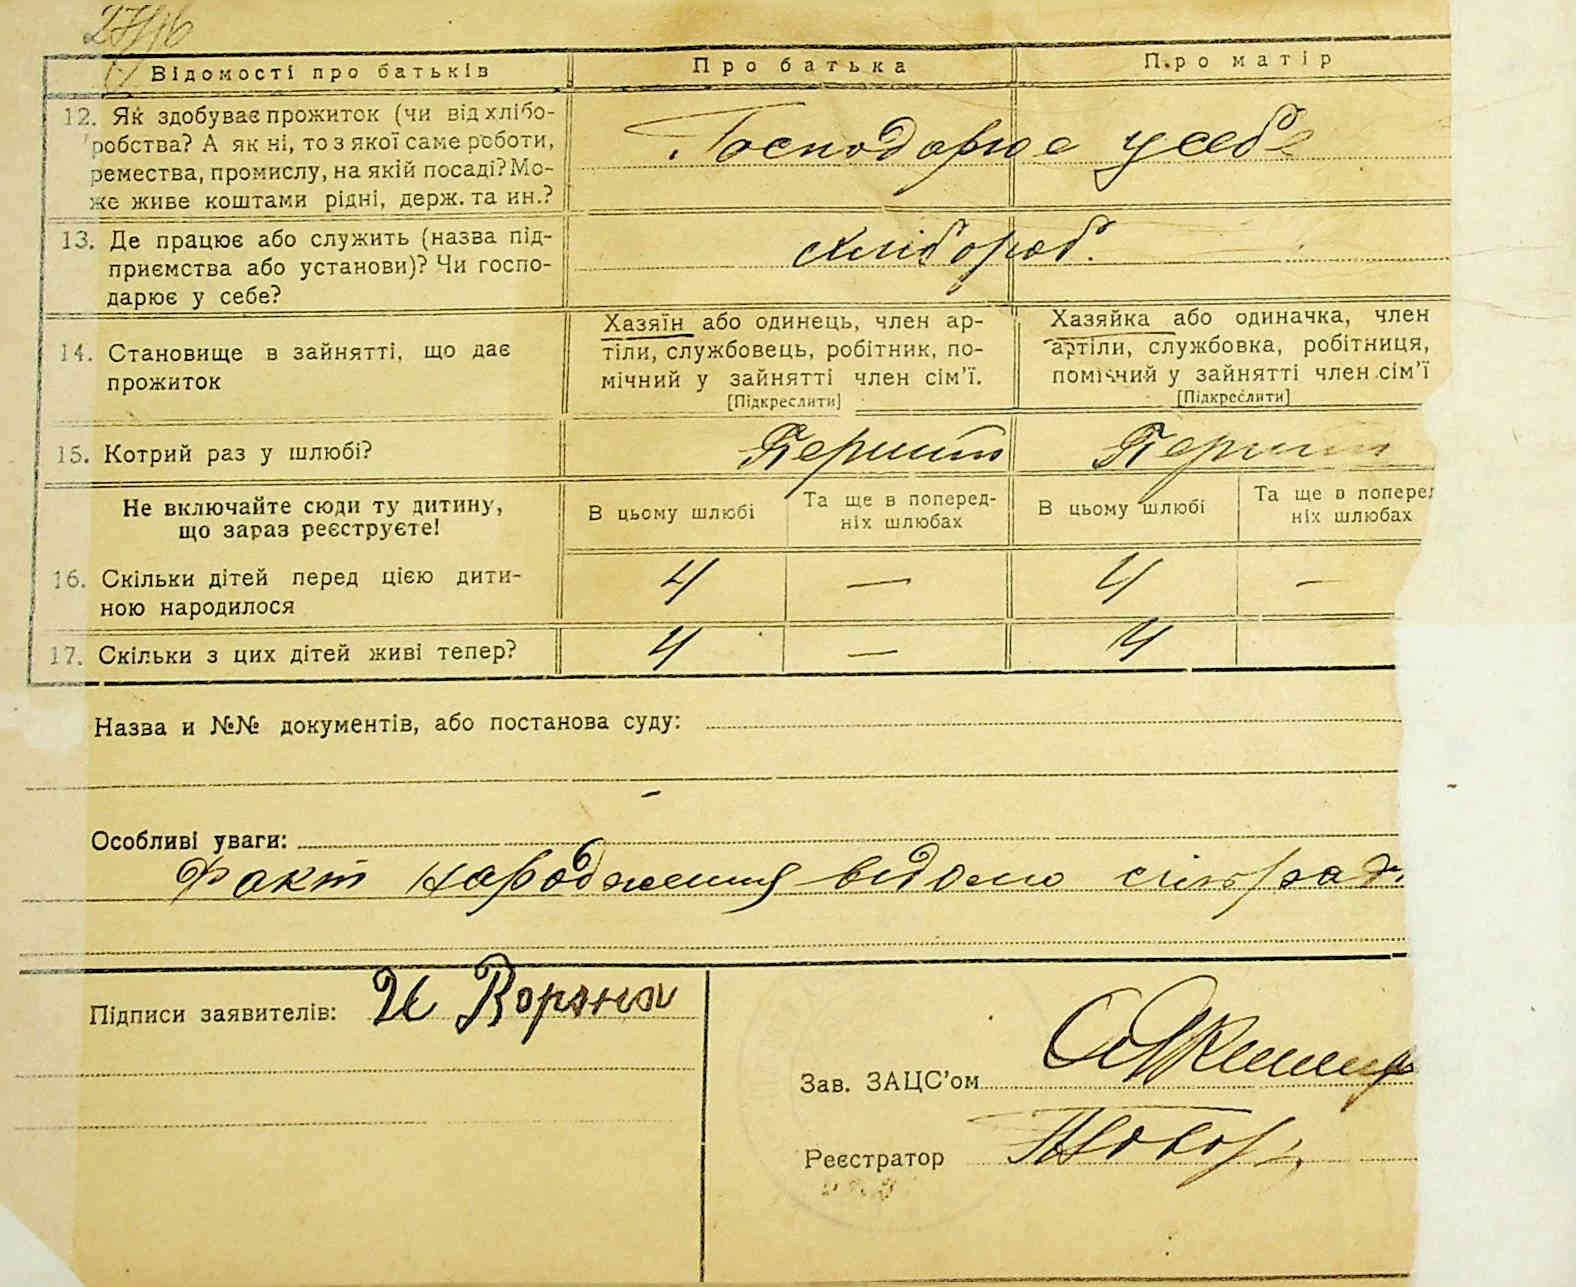 27/16
Відомості про батьків
Про батька
Про матір
12. Як здобуває прожиток (чи від хлібо-
робства? А як ні, то з якої саме роботи,
ремества, промислу, на якій посаді? Мо-
же живе коштами рідні, держ. та ин.?
Господарює у себе
13. Де працює або служить (назва під-
приємства або установи)? Чи госпо-
дарює у себе?
хлібороб.
14. Становище в зайнятті, що дає
прожиток
Хазяїн або одинець, член ар-
тіли, службовець, робітник, по-
мічний у зайнятті член сім'ї.
[Підкреслити]
Хазяйка або одиначка, член
артіли, службовка, робітниця,
помічний у зайнятті член сім'ї
[Підкреслити]
15. Котрий раз у шлюбі?
Перший
Перший
Не включайте сюди ту дитину,
що зараз реєструєте!
В цьому шлюбі
Та ще в поперед-
ніх шлюбах
В цьому шлюбі
Та ще в попере
ніх шлюбах
16. Скільки дітей перед цією дити-
ною народилося
4 — 4 —
17. Скільки з цих дітей живі тепер?
4 — 4
Назва и №№ документів, або постанова суду:
Особливі уваги:
Факт народження відомо сільраді
Підписи заявителів: И Ворона
Зав. ЗАЦС'ом
Реєстратор